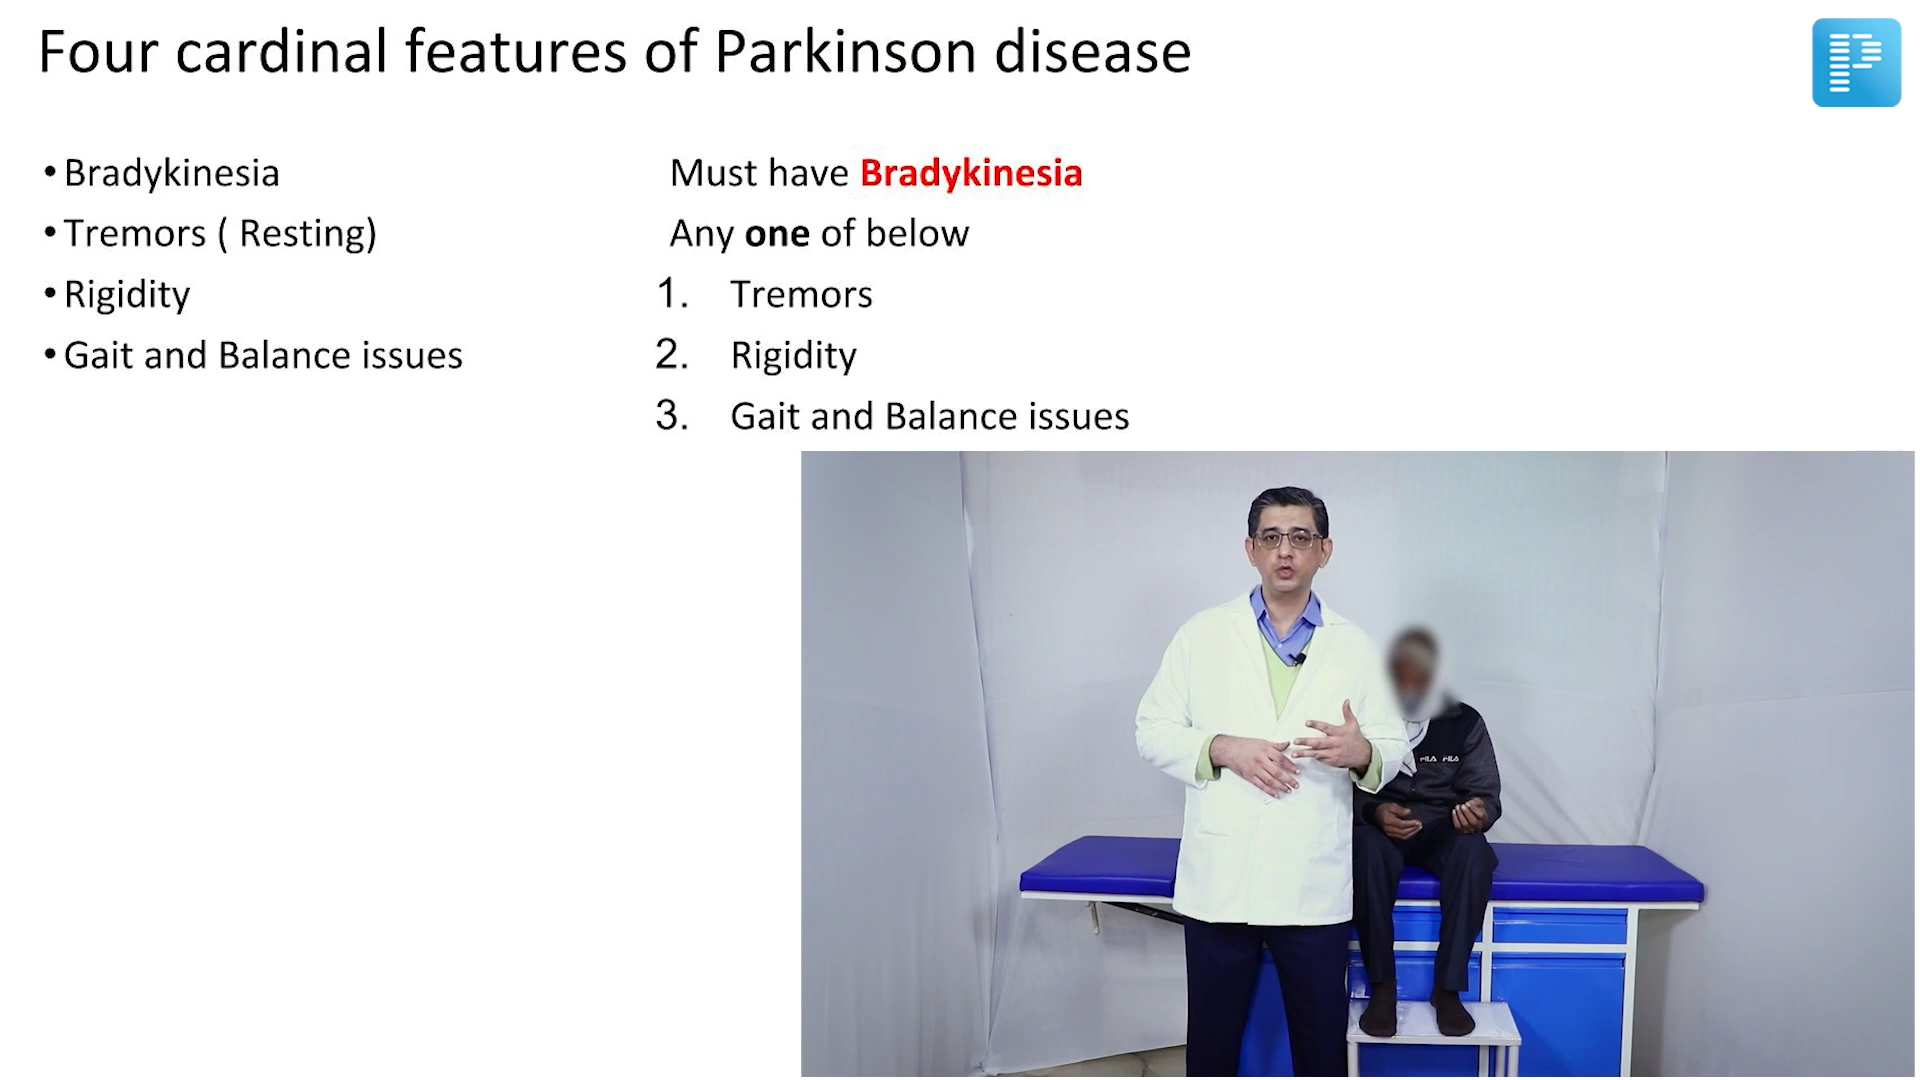 Four cardinal features of Parkinson disease
• Bradykinesia
• Tremors ( Resting)
• Rigidity
• Gait and Balance issues
Must have Bradykinesia
Any one of below
1. Tremors
2. Rigidity
3. Gait and Balance issues
P
FILA FILA